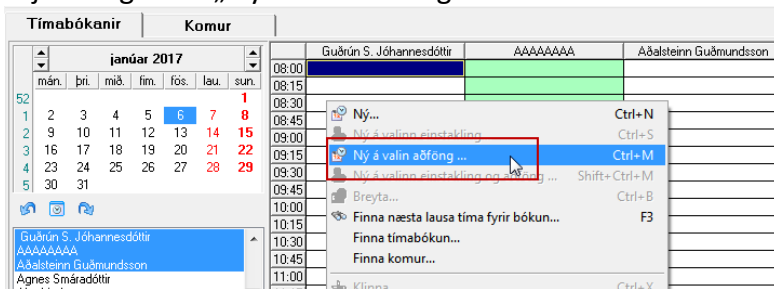 Tímabókanir Komur
janúar 2017
mán. þri. mið. fim. fös. lau. sun.
52 1
1 2 3 4 5 6 7 8
2 9 10 11 12 13 14 15
3 16 17 18 19 20 21 22
4 23 24 25 26 27 28 29
5 30 31
Guðrún S. Jóhannesdóttir
AAAAAAAA
Aðalsteinn Guðmundsson
Agnes Smáradóttir
Guðrún S. Jóhannesdóttir AAAAAAAA Aðalsteinn Guðmundsson
08:00
08:15
08:30
08:45
09:00
09:15
09:30
09:45
10:00
10:15
10:30
10:45
11:00
Ný... Ctrl+N
Ný á valinn einstakling Ctrl+S
Ný á valin aðföng ... Ctrl+M
Ný á valinn einstakling og aðföng ... Shift+Ctrl+M
Breyta... Ctrl+B
Finna næsta lausa tíma fyrir bókun... F3
Finna tímabókun...
Finna komur...
Klippa Ctrl+X